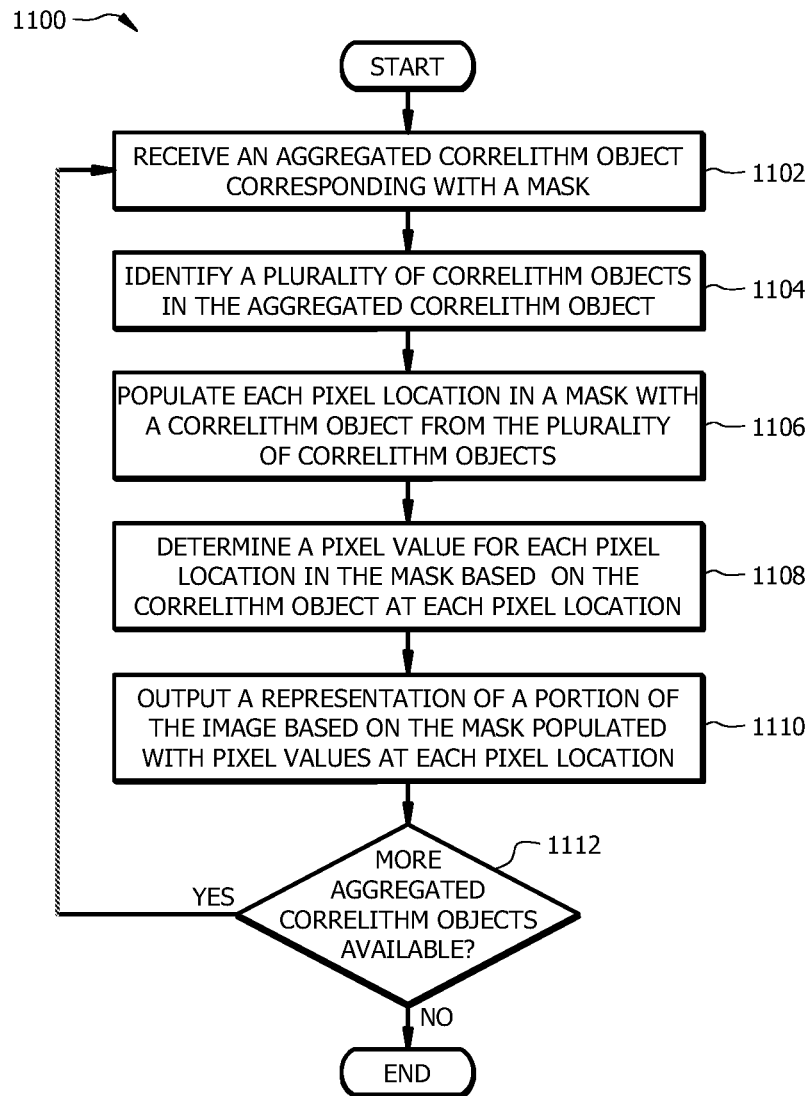 1100
START
RECEIVE AN AGGREGATED CORRELITHM OBJECT
CORRESPONDING WITH A MASK
1102
IDENTIFY A PLURALITY OF CORRELITHM OBJECTS
IN THE AGGREGATED CORRELITHM OBJECT
1104
POPULATE EACH PIXEL LOCATION IN A MASK WITH
A CORRELITHM OBJECT FROM THE PLURALITY
OF CORRELITHM OBJECTS
1106
DETERMINE A PIXEL VALUE FOR EACH PIXEL
LOCATION IN THE MASK BASED ON THE
CORRELITHM OBJECT AT EACH PIXEL LOCATION
1108
OUTPUT A REPRESENTATION OF A PORTION OF
THE IMAGE BASED ON THE MASK POPULATED
WITH PIXEL VALUES AT EACH PIXEL LOCATION
1110
MORE
AGGREGATED
CORRELITHM OBJECTS
AVAILABLE?
1112
YES
NO
END